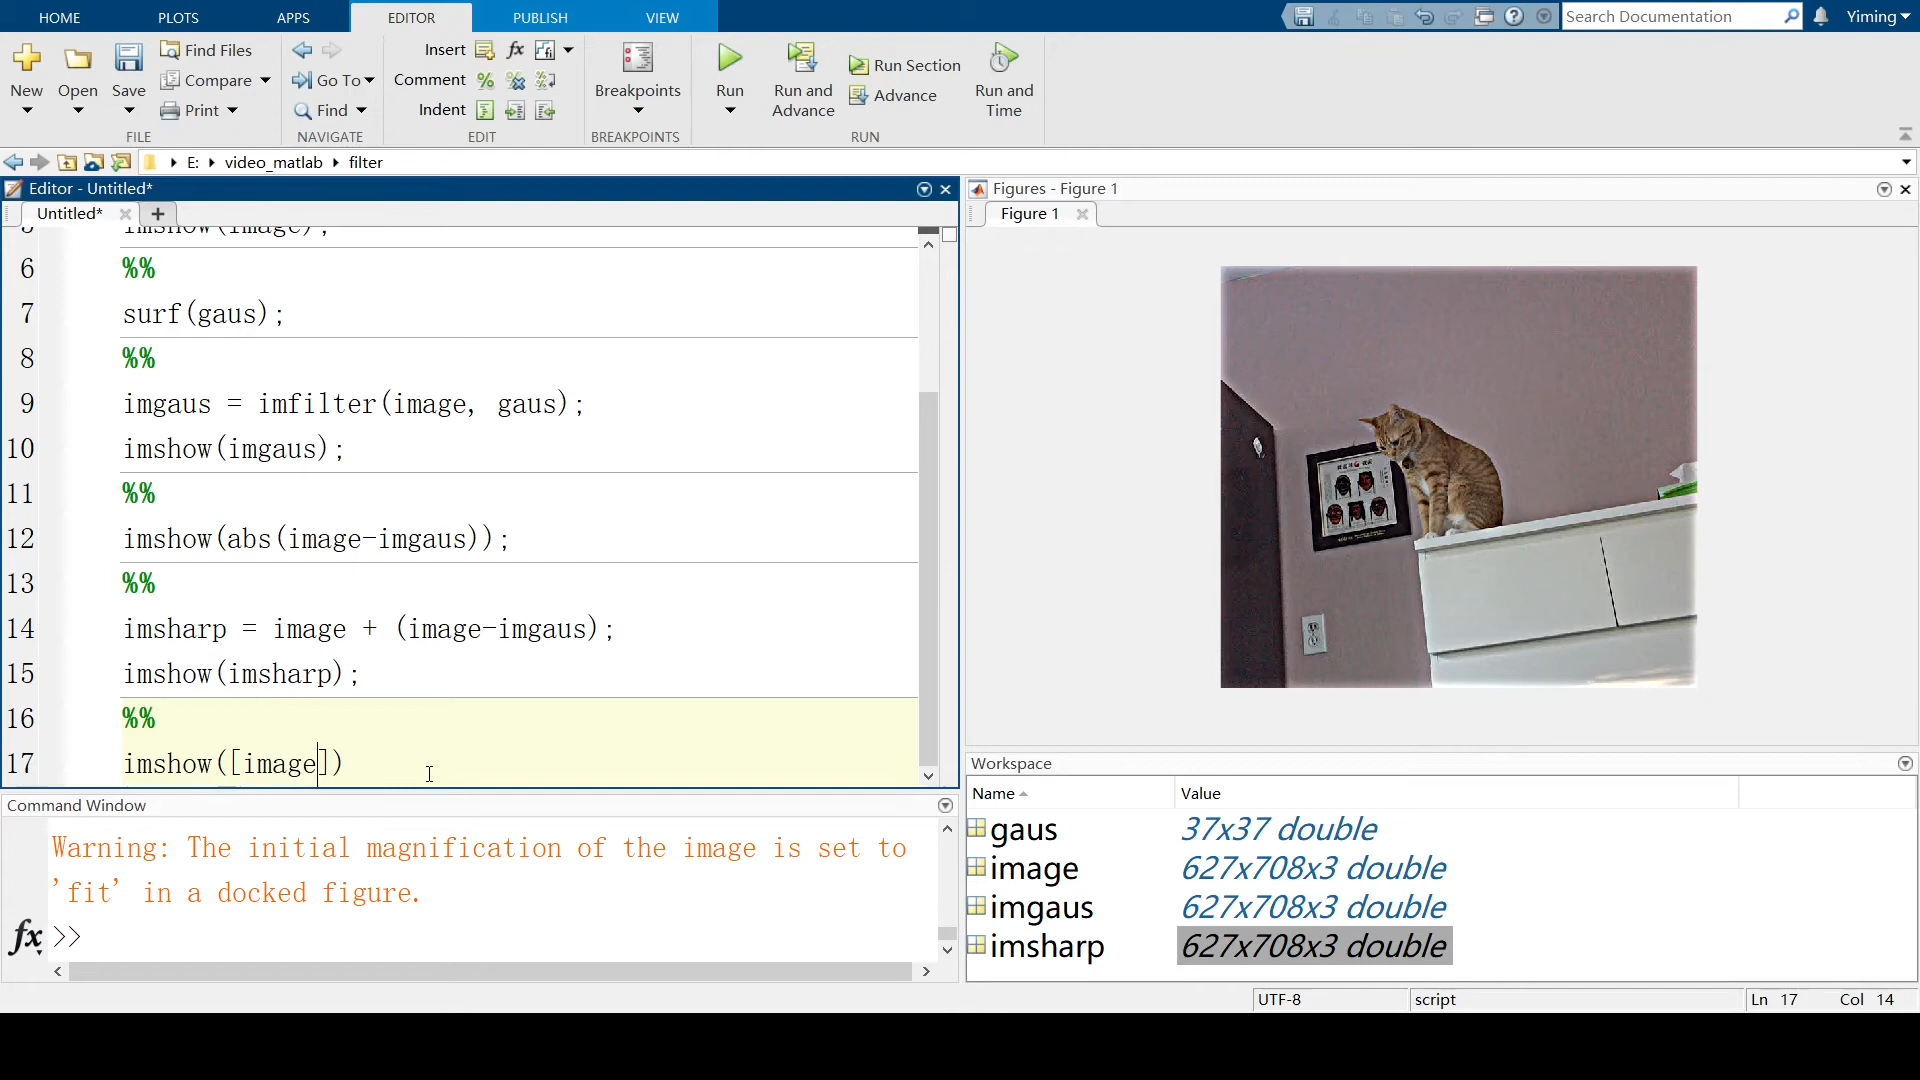 HOME PLOTS APPS EDITOR PUBLISH VIEW
Search Documentation Yiming
Find Files
Compare
Print
New Open Save
FILE
Go To
Find
NAVIGATE
Insert fx fi
Comment
Indent
EDIT
Breakpoints
BREAKPOINTS
Run
Run and Advance
Run Section
Advance
Run and Time
RUN
E: video_matlab filter
Editor - Untitled*
Untitled*
5 imshow(image);
6 %%
7 surf(gaus);
8 %%
9 imgaus = imfilter(image, gaus);
10 imshow(imgaus);
11 %%
12 imshow(abs(image-imgaus));
13 %%
14 imsharp = image + (image-imgaus);
15 imshow(imsharp);
16 %%
17 imshow([image])
Command Window
Warning: The initial magnification of the image is set to
'fit' in a docked figure.
fx >>
Figures - Figure 1
Figure 1
Workspace
Name Value
gaus 37x37 double
image 627x708x3 double
imgaus 627x708x3 double
imsharp 627x708x3 double
UTF-8 script Ln 17 Col 14